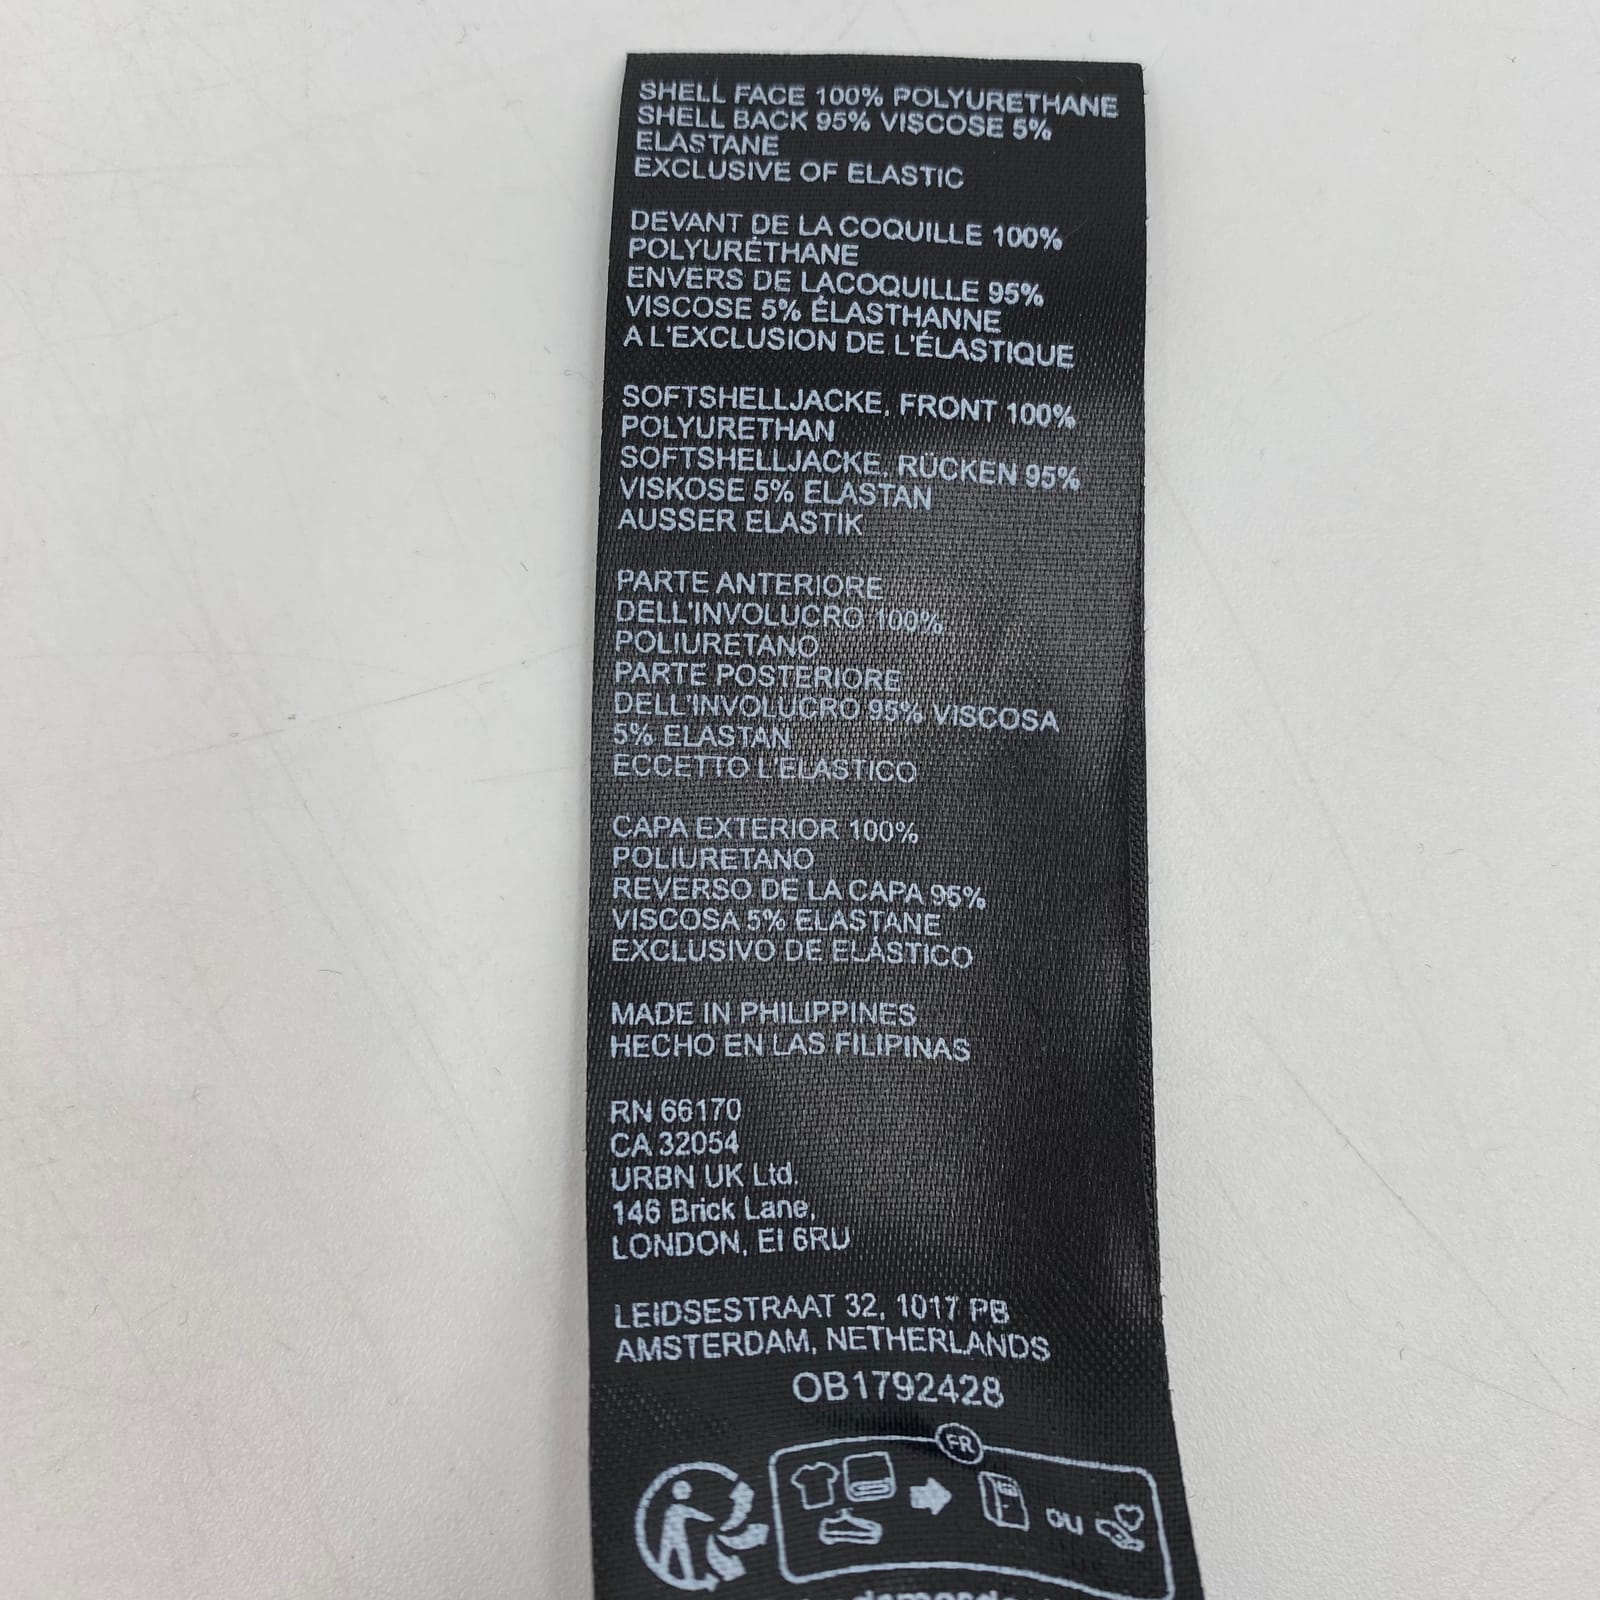 SHELL FACE 100% POLYURETHANE
SHELL BACK 95% VISCOSE 5%
ELASTANE
EXCLUSIVE OF ELASTIC
DEVANT DE LA COQUILLE 100%
POLYURÉTHANE
ENVERS DE LACOQUILLE 95%
VISCOSE 5% ÉLASTHANNE
A L'EXCLUSION DE L'ÉLASTIQUE
SOFTSHELLJACKE, FRONT 100%
POLYURETHAN
SOFTSHELLJACKE, RÜCKEN 95%
VISKOSE 5% ELASTAN
AUSSER ELASTIK
PARTE ANTERIORE
DELL'INVOLUCRO 100%
POLIURETANO
PARTE POSTERIORE
DELL'INVOLUCRO 95% VISCOSA
5% ELASTAN
ECCETTO L'ELASTICO
CAPA EXTERIOR 100%
POLIURETANO
REVERSO DE LA CAPA 95%
VISCOSA 5% ELASTANE
EXCLUSIVO DE ELÁSTICO
MADE IN PHILIPPINES
HECHO EN LAS FILIPINAS
RN 66170
CA 32054
URBN UK Ltd.
146 Brick Lane,
LONDON, EI 6RU
LEIDSESTRAAT 32, 1017 PB
AMSTERDAM, NETHERLANDS
OB1792428
FR
ou